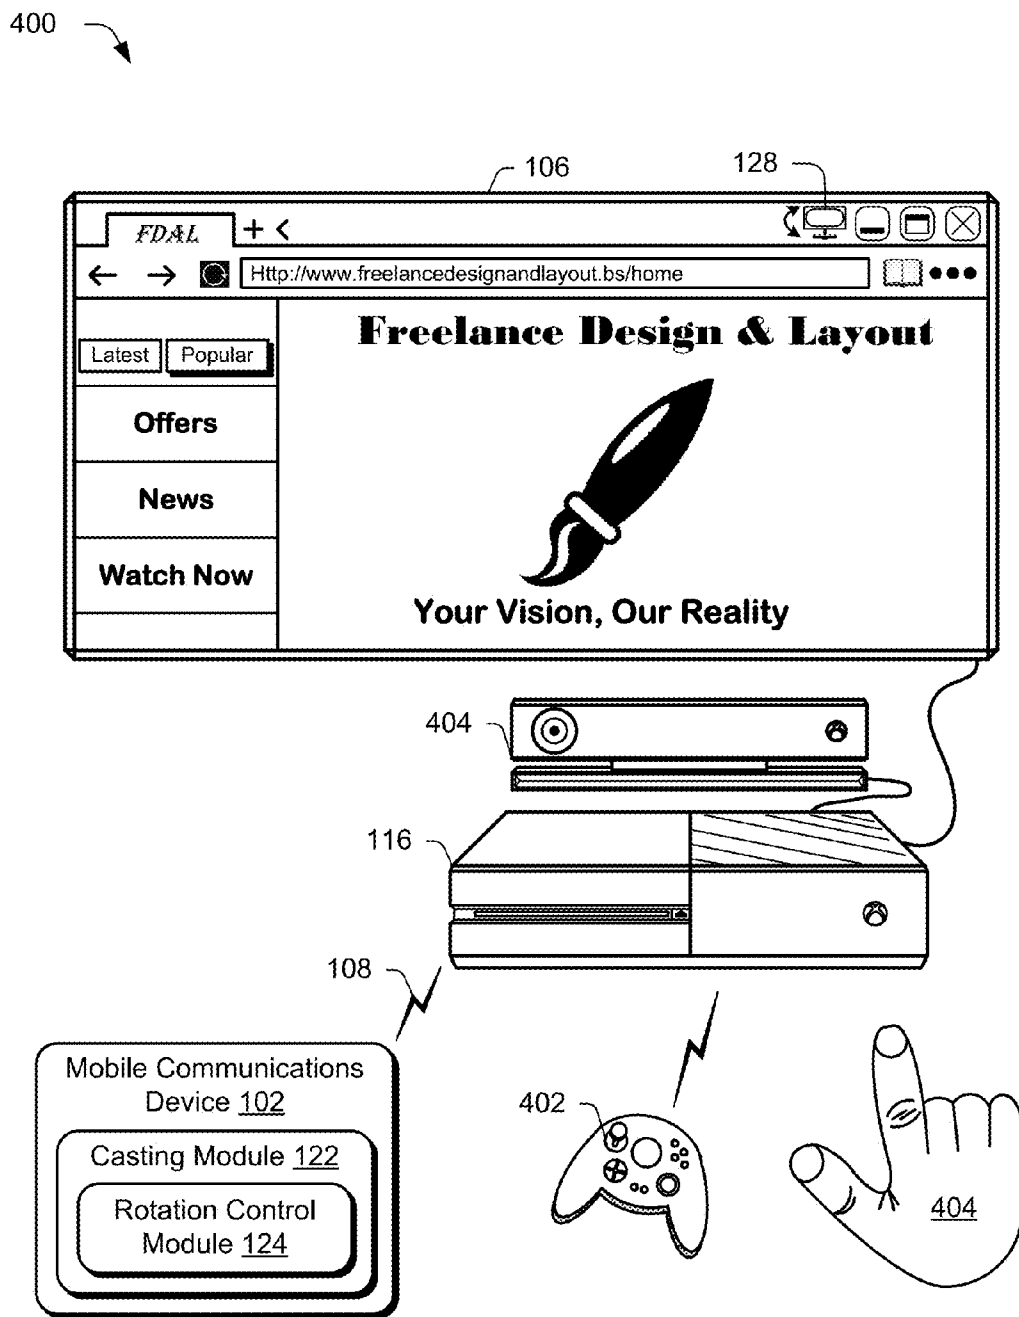 400
106
128
FDAL
Http://www.freelancedesignandlayout.bs/home
Latest Popular
Offers
News
Watch Now
Freelance Design & Layout
Your Vision, Our Reality
404
116
108
Mobile Communications
Device 102
Casting Module 122
Rotation Control
Module 124
402
404